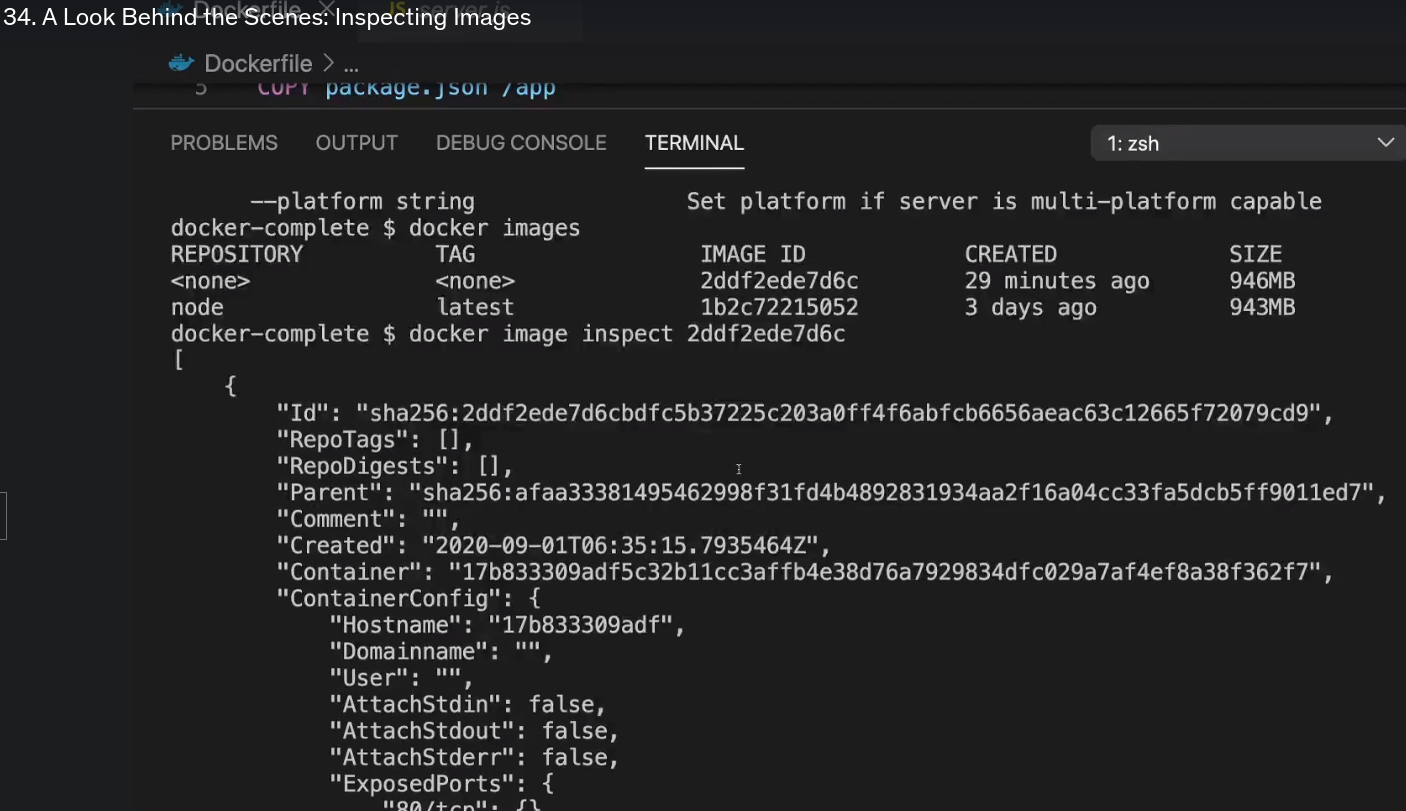 Dockerfile × JS server.js
34. A Look Behind the Scenes: Inspecting Images
Dockerfile > ...
5 COPY package.json /app
PROBLEMS OUTPUT DEBUG CONSOLE TERMINAL 1: zsh
--platform string Set platform if server is multi-platform capable
docker-complete $ docker images
REPOSITORY TAG IMAGE ID CREATED SIZE
<none> <none> 2ddf2ede7d6c 29 minutes ago 946MB
node latest 1b2c72215052 3 days ago 943MB
docker-complete $ docker image inspect 2ddf2ede7d6c
[
{
"Id": "sha256:2ddf2ede7d6cbdfc5b37225c203a0ff4f6abfcb6656aeac63c12665f72079cd9",
"RepoTags": [],
"RepoDigests": [],
"Parent": "sha256:afaa33381495462998f31fd4b4892831934aa2f16a04cc33fa5dcb5ff9011ed7",
"Comment": "",
"Created": "2020-09-01T06:35:15.7935464Z",
"Container": "17b833309adf5c32b11cc3affb4e38d76a7929834dfc029a7af4ef8a38f362f7",
"ContainerConfig": {
"Hostname": "17b833309adf",
"Domainname": "",
"User": "",
"AttachStdin": false,
"AttachStdout": false,
"AttachStderr": false,
"ExposedPorts": {
"80/tcp": {}